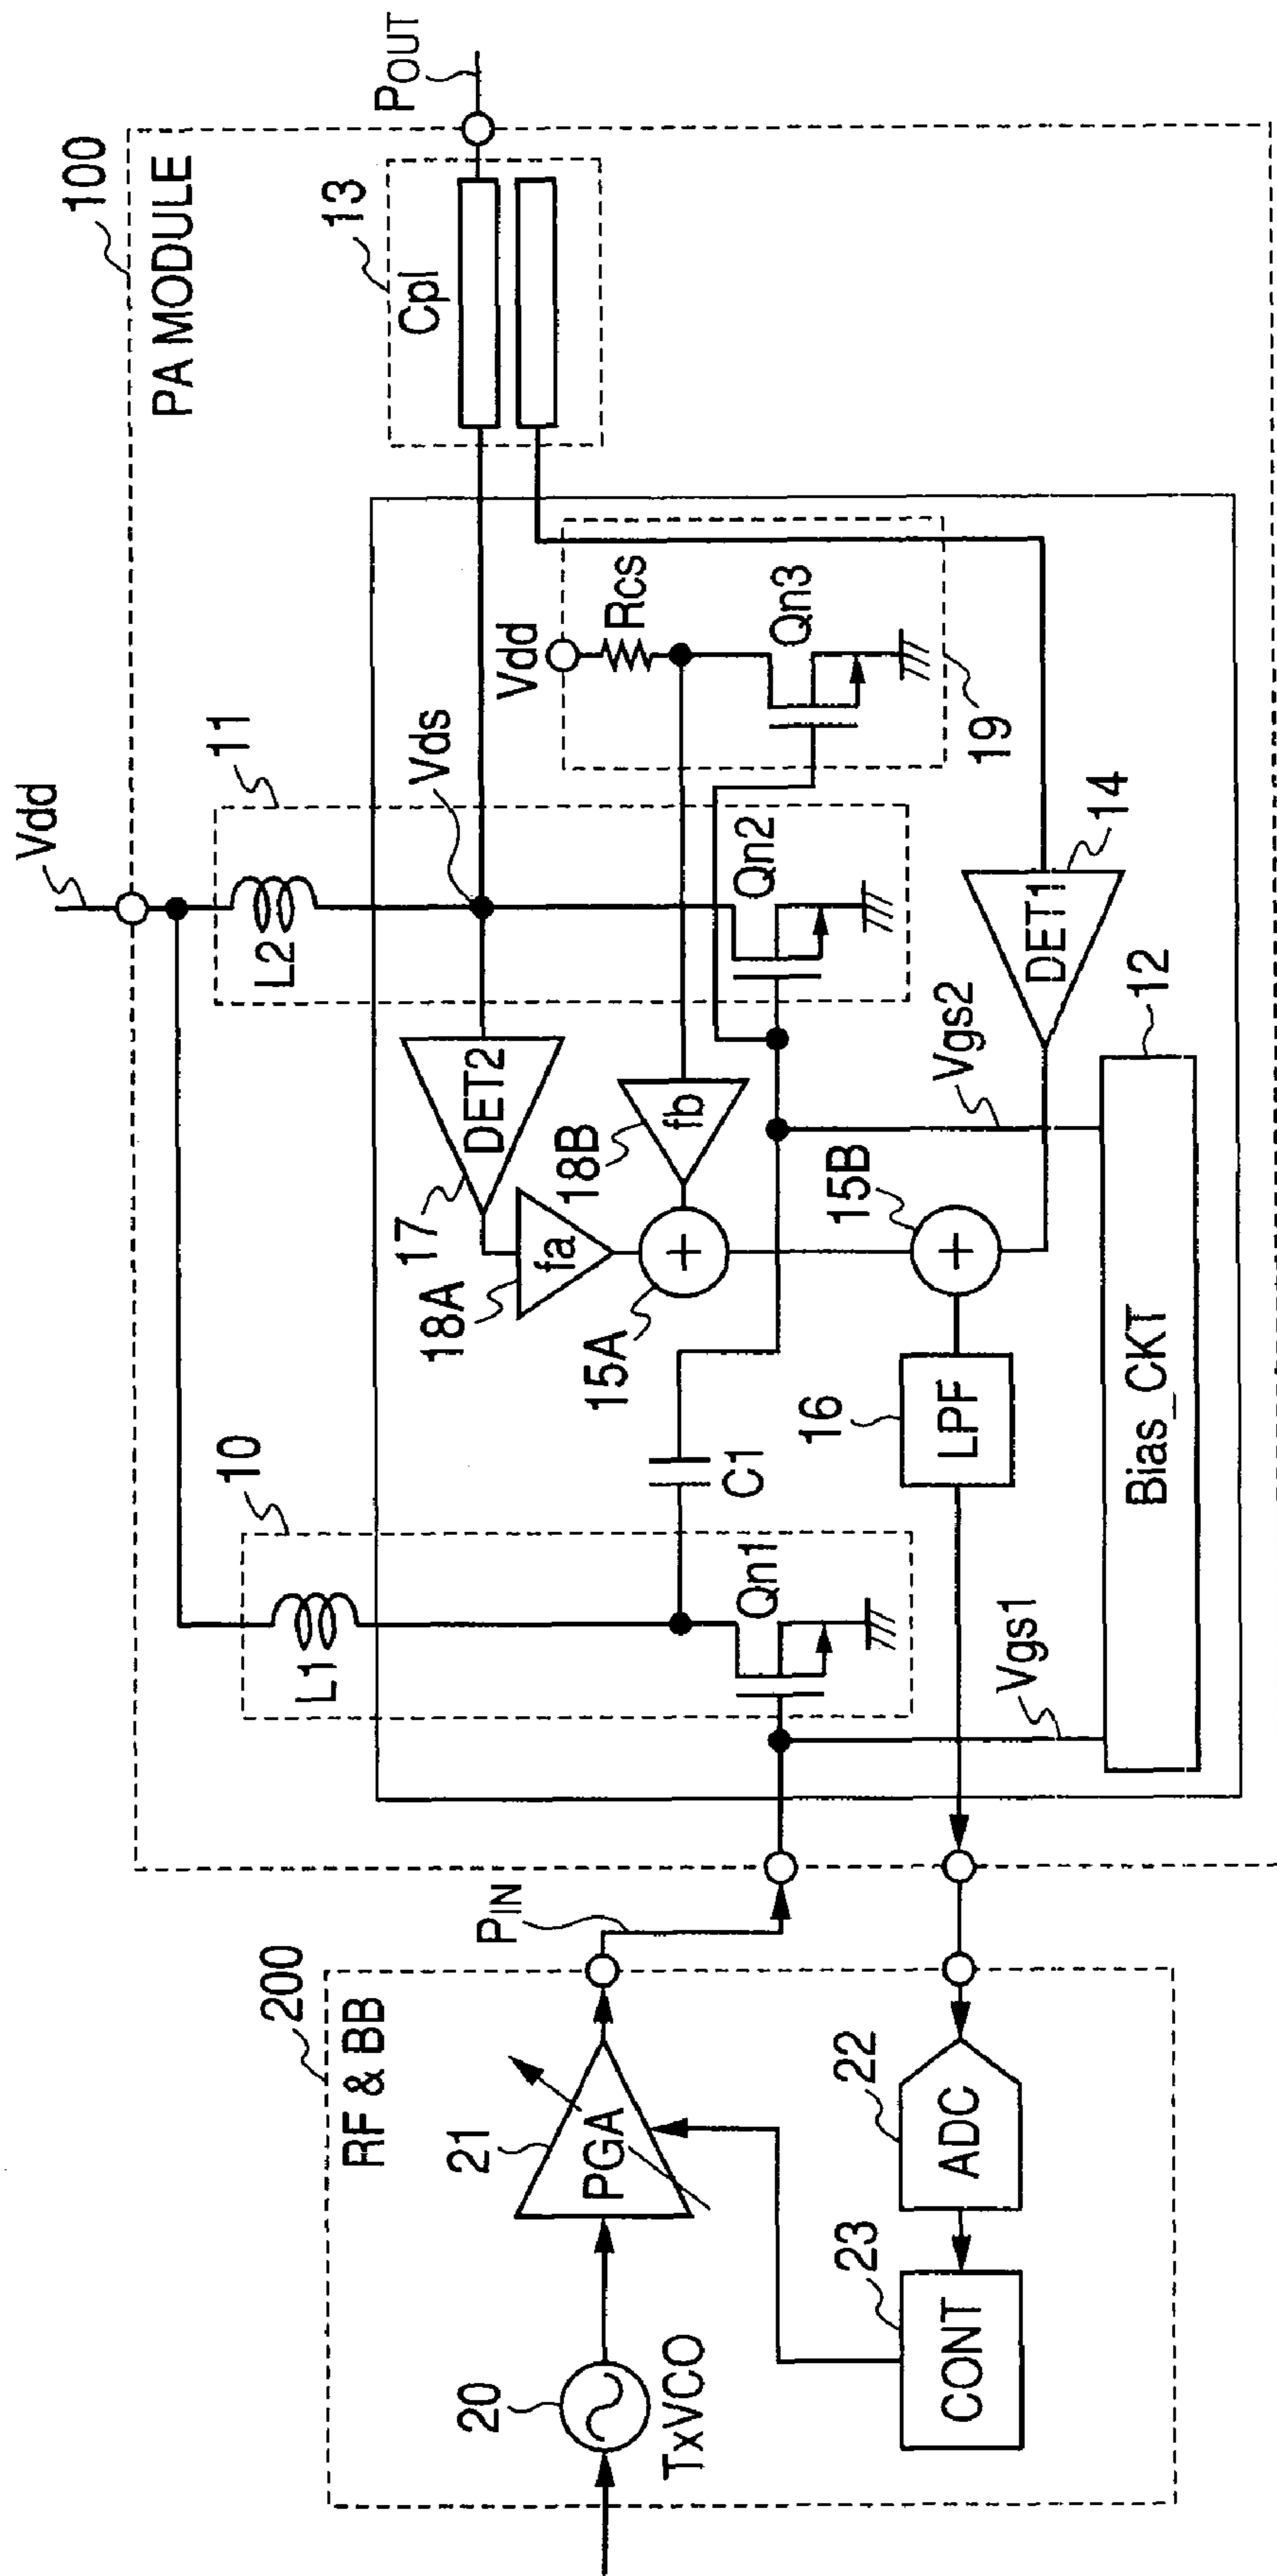 200
RF & BB
20
TxVCO
21
PGA
PIN
23
CONT
22
ADC
100
PA MODULE
Vdd
10
L1
Qn1
Vgs1
C1
11
L2
Vds
Qn2
17
DET2
18A
fa
18B
fb
15A
+
15B
+
16
LPF
Vgs2
12
Bias_CKT
Vdd
Rcs
Qn3
19
14
DET1
13
Cpl
POUT